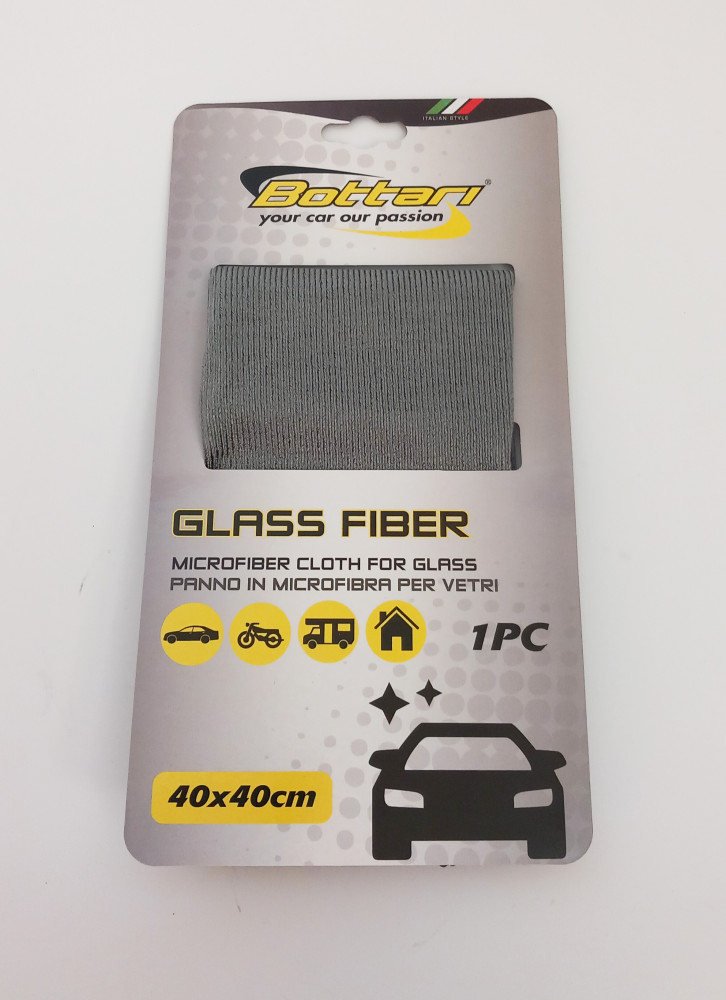 ITALIAN STYLE
Bottari®
your car our passion
GLASS FIBER
MICROFIBER CLOTH FOR GLASS
PANNO IN MICROFIBRA PER VETRI
1PC
40x40cm